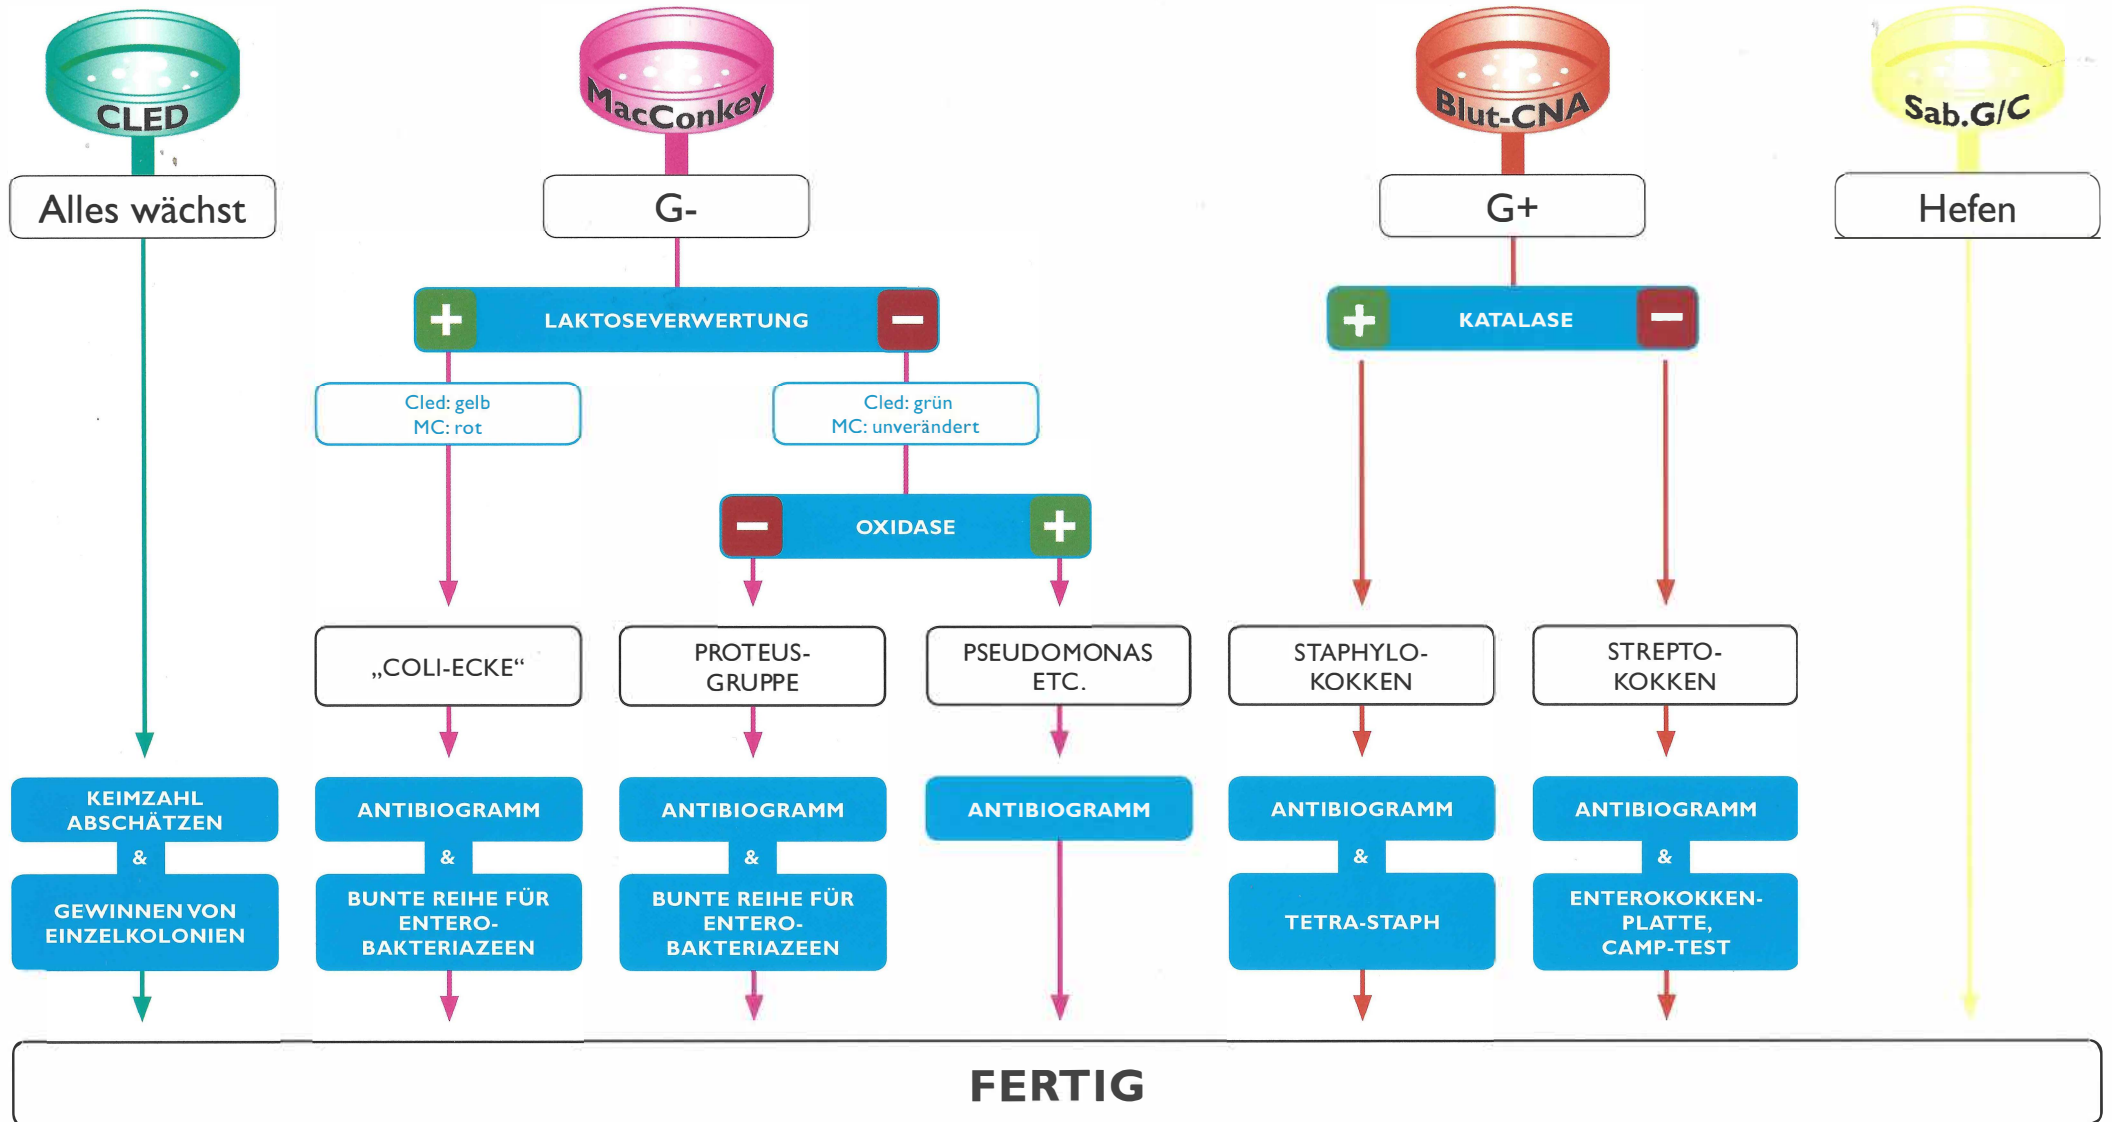 CLED
MacConkey
Blut-CNA
Sab.G/C
Alles wächst
G-
G+
Hefen
+
LAKTOSEVERWERTUNG
−
+
KATALASE
−
Cled: gelb
MC: rot
Cled: grün
MC: unverändert
−
OXIDASE
+
„COLI-ECKE“
PROTEUS-
GRUPPE
PSEUDOMONAS
ETC.
STAPHYLO-
KOKKEN
STREPTO-
KOKKEN
KEIMZAHL
ABSCHÄTZEN
&
GEWINNEN VON
EINZELKOLONIEN
ANTIBIOGRAMM
&
BUNTE REIHE FÜR
ENTERO-
BAKTERIAZEEN
ANTIBIOGRAMM
&
BUNTE REIHE FÜR
ENTERO-
BAKTERIAZEEN
ANTIBIOGRAMM
ANTIBIOGRAMM
&
TETRA-STAPH
ANTIBIOGRAMM
&
ENTEROKOKKEN-
PLATTE,
CAMP-TEST
FERTIG